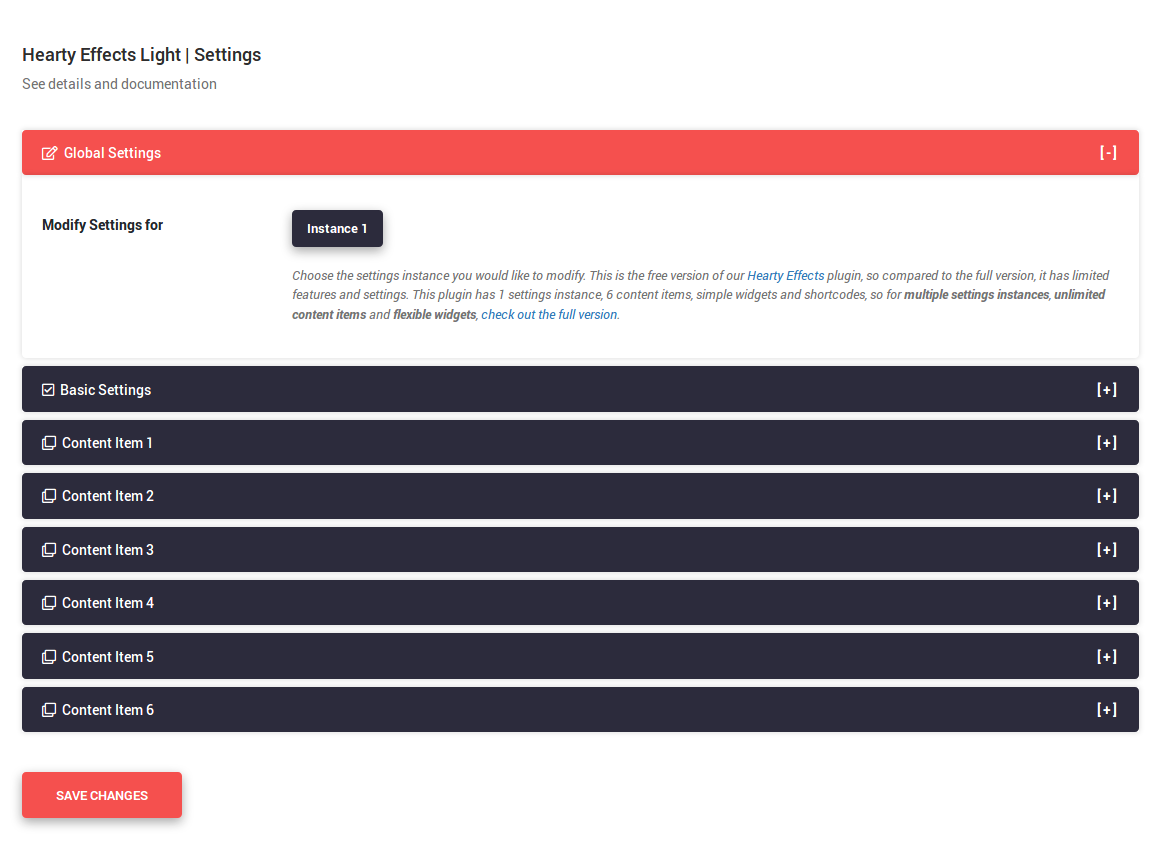 Hearty Effects Light | Settings
See details and documentation
Global Settings [-]
Modify Settings for
Instance 1
Choose the settings instance you would like to modify. This is the free version of our Hearty Effects plugin, so compared to the full version, it has limited
features and settings. This plugin has 1 settings instance, 6 content items, simple widgets and shortcodes, so for multiple settings instances, unlimited
content items and flexible widgets, check out the full version.
Basic Settings [+]
Content Item 1 [+]
Content Item 2 [+]
Content Item 3 [+]
Content Item 4 [+]
Content Item 5 [+]
Content Item 6 [+]
SAVE CHANGES